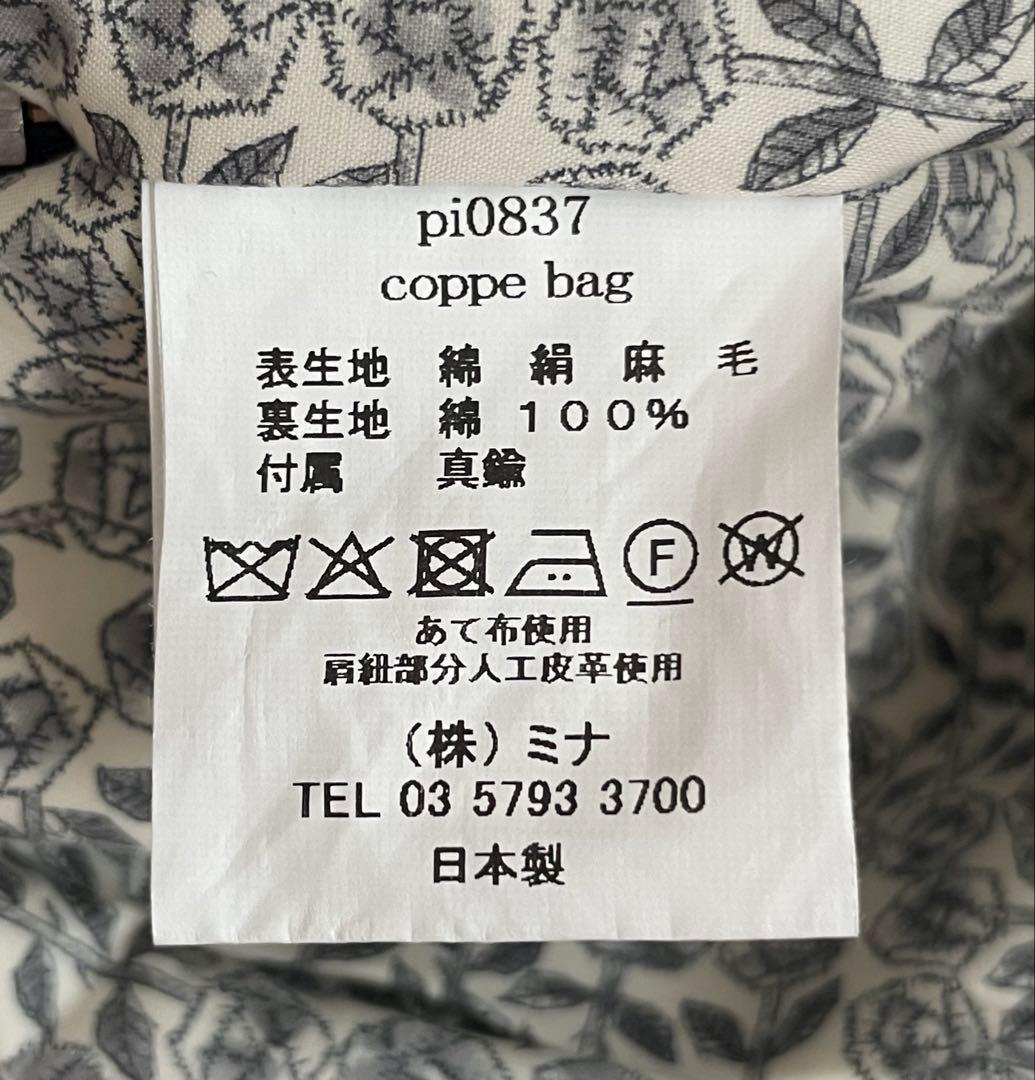 pi0837
coppe bag
表生地 綿 絹 麻 毛
裏生地 綿 １００％
付属 真鍮
F W
あて布使用
肩紐部分人工皮革使用
（株）ミナ
TEL 03 5793 3700
日本製